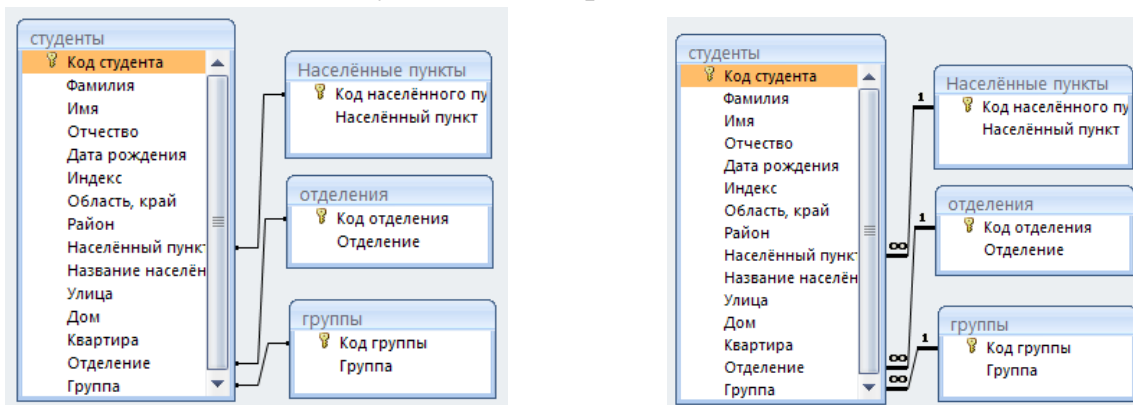 студенты
Код студента
Фамилия
Имя
Отчество
Дата рождения
Индекс
Область, край
Район
Населённый пунк
Название населён
Улица
Дом
Квартира
Отделение
Группа
Населённые пункты
Код населённого пу
Населённый пункт
отделения
Код отделения
Отделение
группы
Код группы
Группа
студенты
Код студента
Фамилия
Имя
Отчество
Дата рождения
Индекс
Область, край
Район
Населённый пунк
Название населён
Улица
Дом
Квартира
Отделение
Группа
∞
∞
∞
1
1
1
Населённые пункты
Код населённого пу
Населённый пункт
отделения
Код отделения
Отделение
группы
Код группы
Группа